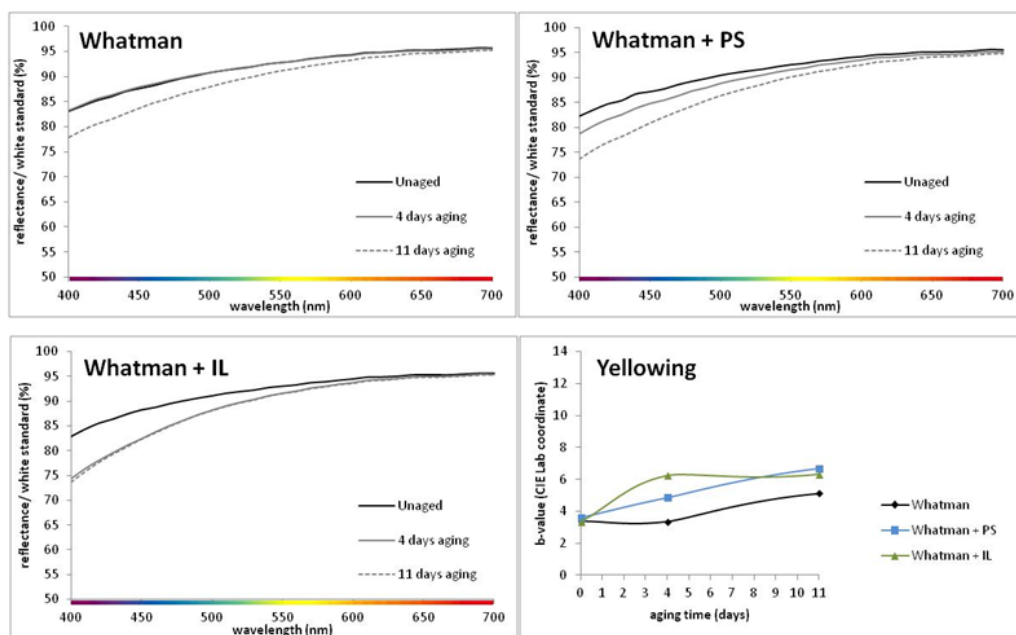 Whatman
reflectance/ white standard (%)
100
95
90
85
80
75
70
65
60
55
50
Unaged
4 days aging
11 days aging
400 450 500 550 600 650 700
wavelength (nm)
Whatman + PS
reflectance/ white standard (%)
100
95
90
85
80
75
70
65
60
55
50
Unaged
4 days aging
11 days aging
400 450 500 550 600 650 700
wavelength (nm)
Whatman + IL
reflectance/ white standard (%)
100
95
90
85
80
75
70
65
60
55
50
Unaged
4 days aging
11 days aging
400 450 500 550 600 650 700
wavelength (nm)
Yellowing
b-value (CIE Lab coordinate)
14
12
10
8
6
4
2
0
Whatman
Whatman + PS
Whatman + IL
0 1 2 3 4 5 6 7 8 9 10 11
aging time (days)